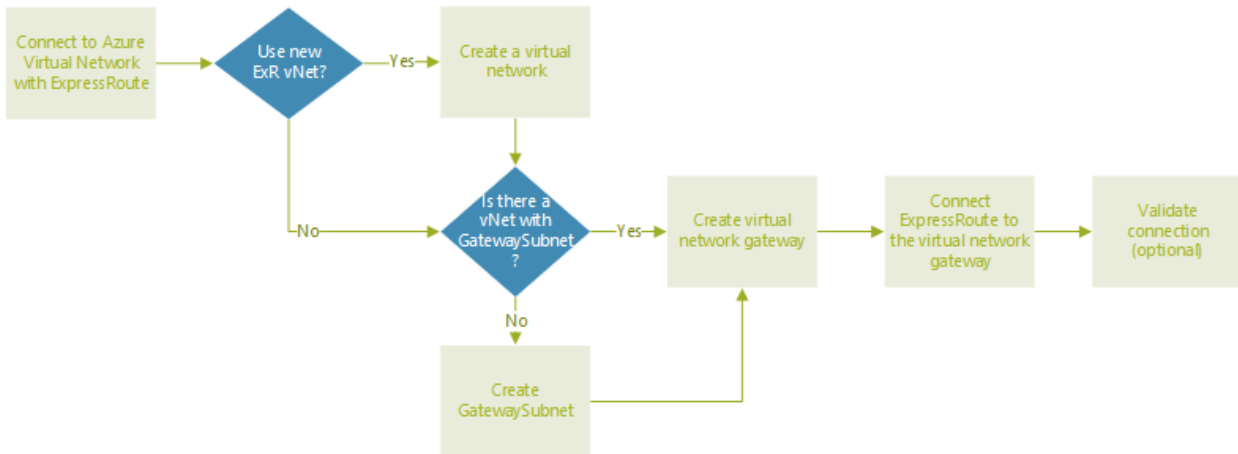 Connect to Azure
Virtual Network
with ExpressRoute
Use new
ExR vNet?
Yes
Create a virtual
network
No
Is there a
vNet with
GatewaySubnet
?
Yes
Create virtual
network gateway
Connect
ExpressRoute to
the virtual network
gateway
Validate
connection
(optional)
No
Create
GatewaySubnet